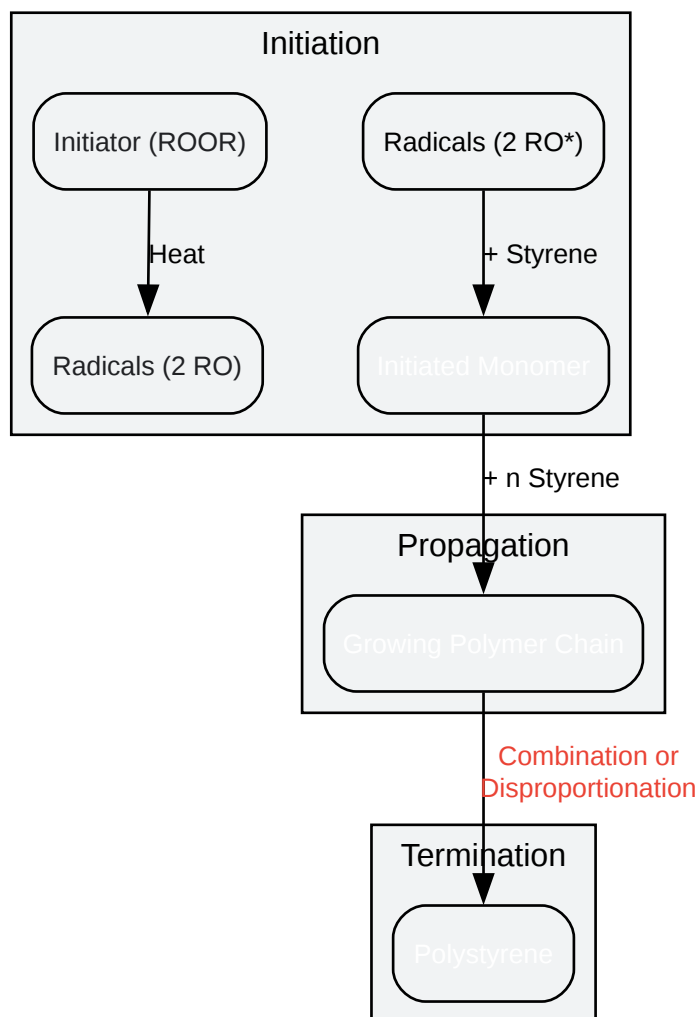 Initiation
Initiator (ROOR)
Radicals (2 RO*)
Heat
+ Styrene
Radicals (2 RO)
Initiated Monomer
+ n Styrene
Propagation
Growing Polymer Chain
Combination or
Disproportionation
Termination
Polystyrene